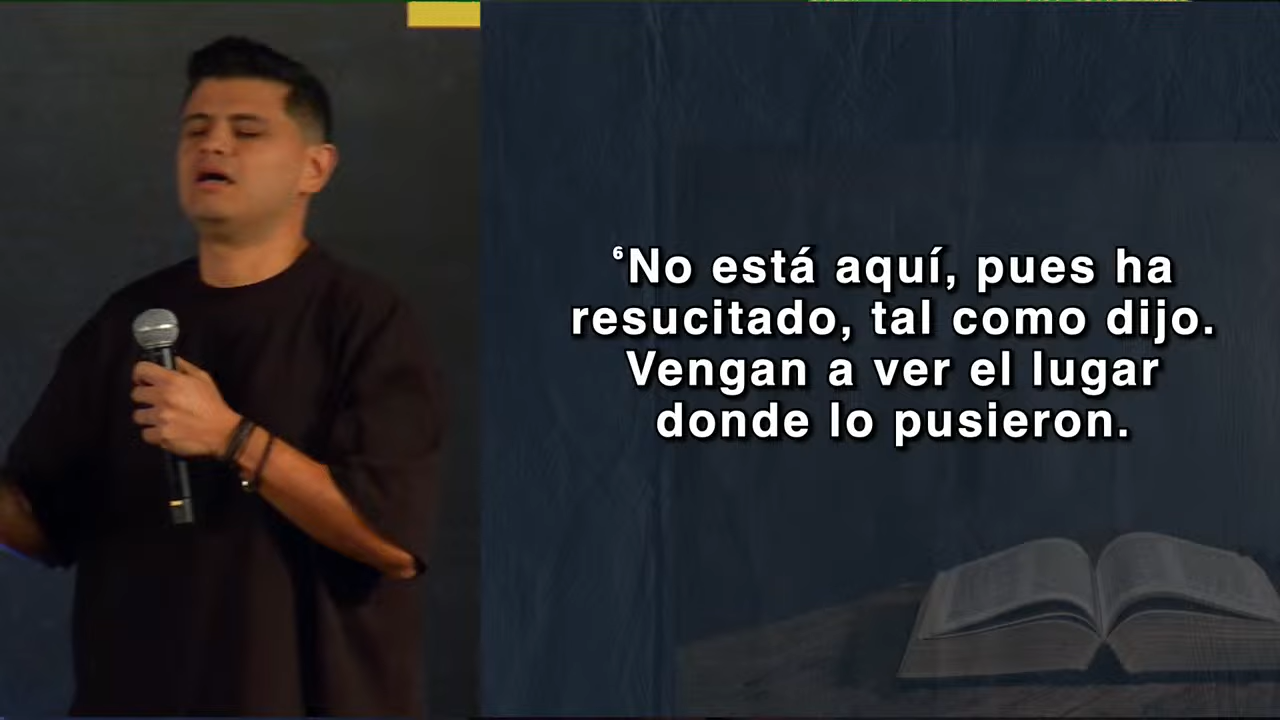 ⁶No está aquí, pues ha
resucitado, tal como dijo.
Vengan a ver el lugar
donde lo pusieron.